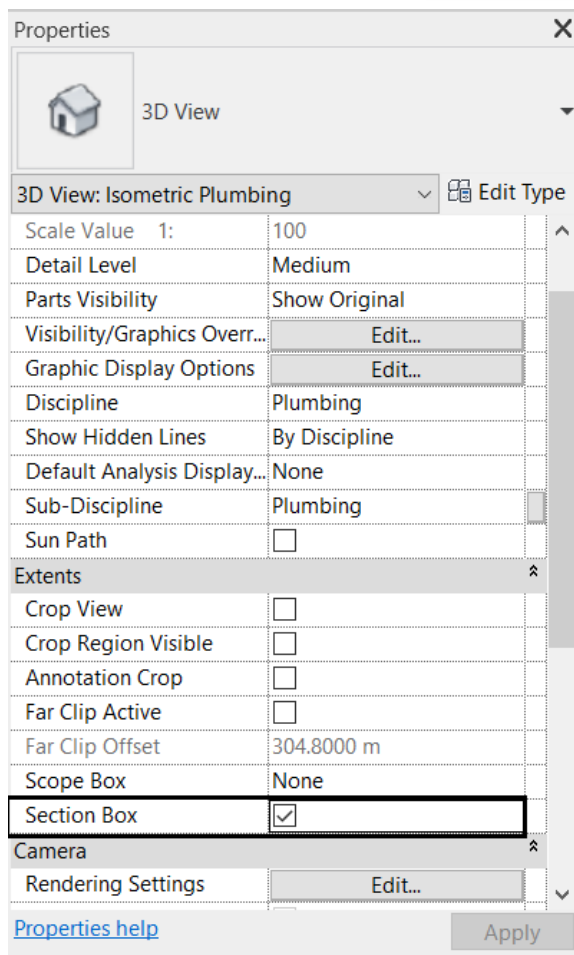 Properties
3D View
3D View: Isometric Plumbing Edit Type
Scale Value 1: 100
Detail Level Medium
Parts Visibility Show Original
Visibility/Graphics Overr... Edit...
Graphic Display Options Edit...
Discipline Plumbing
Show Hidden Lines By Discipline
Default Analysis Display... None
Sub-Discipline Plumbing
Sun Path
Extents
Crop View
Crop Region Visible
Annotation Crop
Far Clip Active
Far Clip Offset 304.8000 m
Scope Box None
Section Box
Camera
Rendering Settings Edit...
Properties help Apply